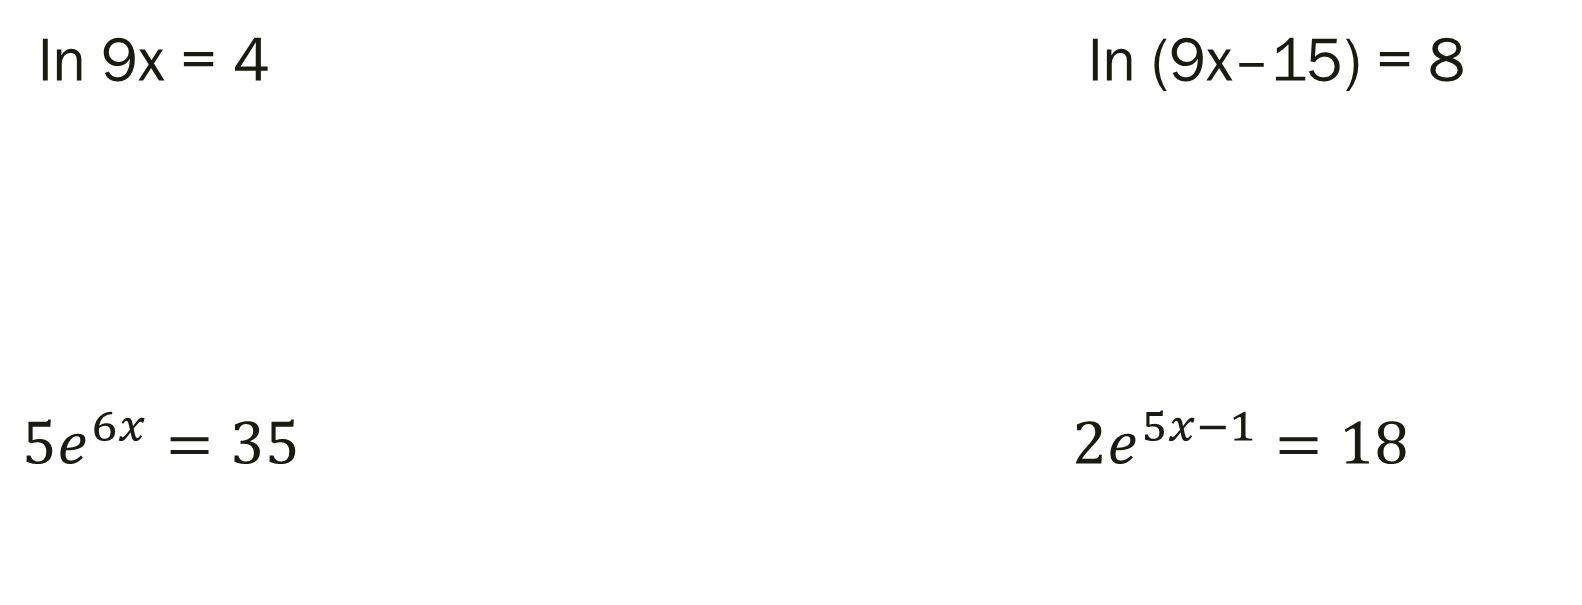 ln 9x = 4
ln (9x–15) = 8
5e^{6x} = 35
2e^{5x−1} = 18